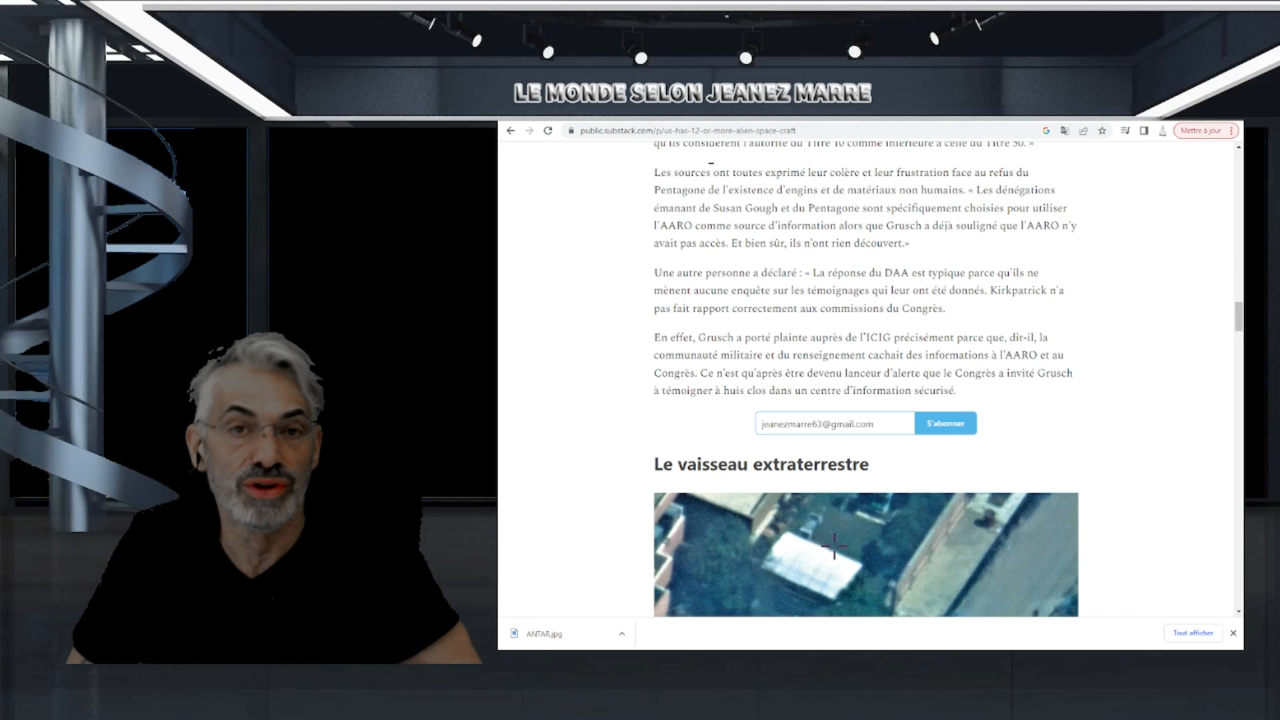 LE MONDE SELON JEANEZ MARRE
public.substack.com/p/us-has-12-or-more-alien-space-craft
Mettre à jour
qu'ils considèrent l'autorité du Titre 10 comme inférieure à celle du Titre 50. »
Les sources ont toutes exprimé leur colère et leur frustration face au refus du
Pentagone de l'existence d'engins et de matériaux non humains. « Les dénégations
émanant de Susan Gough et du Pentagone sont spécifiquement choisies pour utiliser
l'AARO comme source d'information alors que Grusch a déjà souligné que l'AARO n'y
avait pas accès. Et bien sûr, ils n'ont rien découvert.»
Une autre personne a déclaré : « La réponse du DAA est typique parce qu'ils ne
mènent aucune enquête sur les témoignages qui leur ont été donnés. Kirkpatrick n'a
pas fait rapport correctement aux commissions du Congrès.
En effet, Grusch a porté plainte auprès de l'ICIG précisément parce que, dit-il, la
communauté militaire et du renseignement cachait des informations à l'AARO et au
Congrès. Ce n'est qu'après être devenu lanceur d'alerte que le Congrès a invité Grusch
à témoigner à huis clos dans un centre d'information sécurisé.
jeanezmarre63@gmail.com
S'abonner
Le vaisseau extraterrestre
ANTAR.jpg
Tout afficher